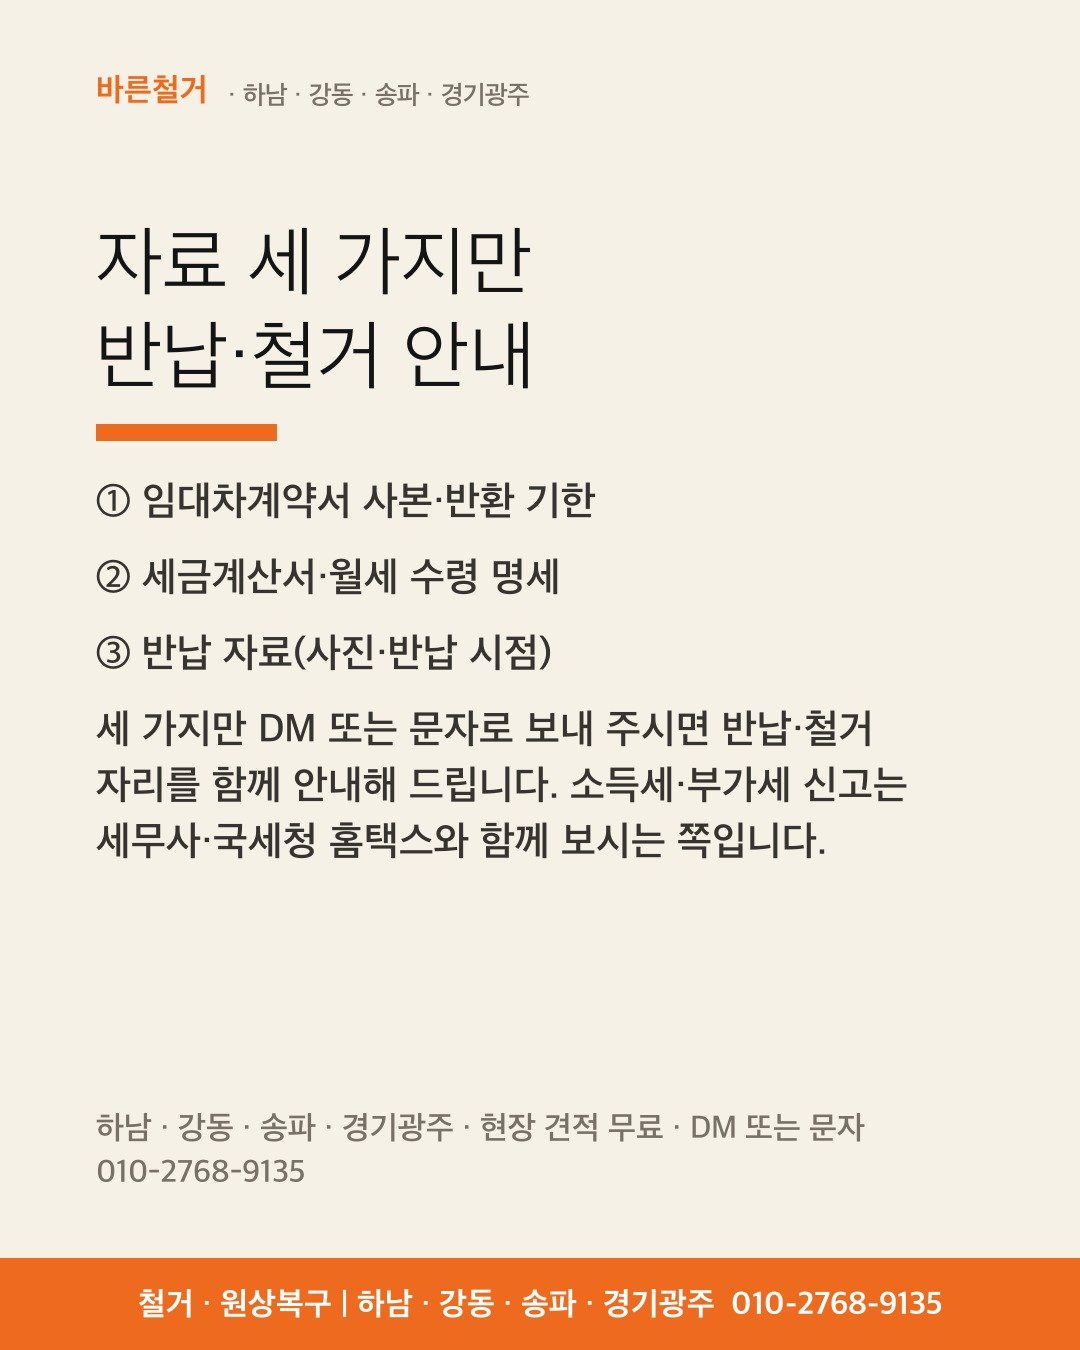 바른철거 · 하남 · 강동 · 송파 · 경기광주
자료 세 가지만
반납·철거 안내
① 임대차계약서 사본·반환 기한
② 세금계산서·월세 수령 명세
③ 반납 자료(사진·반납 시점)
세 가지만 DM 또는 문자로 보내 주시면 반납·철거
자리를 함께 안내해 드립니다. 소득세·부가세 신고는
세무사·국세청 홈택스와 함께 보시는 쪽입니다.
하남 · 강동 · 송파 · 경기광주 · 현장 견적 무료 · DM 또는 문자
010-2768-9135
철거 · 원상복구 | 하남 · 강동 · 송파 · 경기광주 010-2768-9135